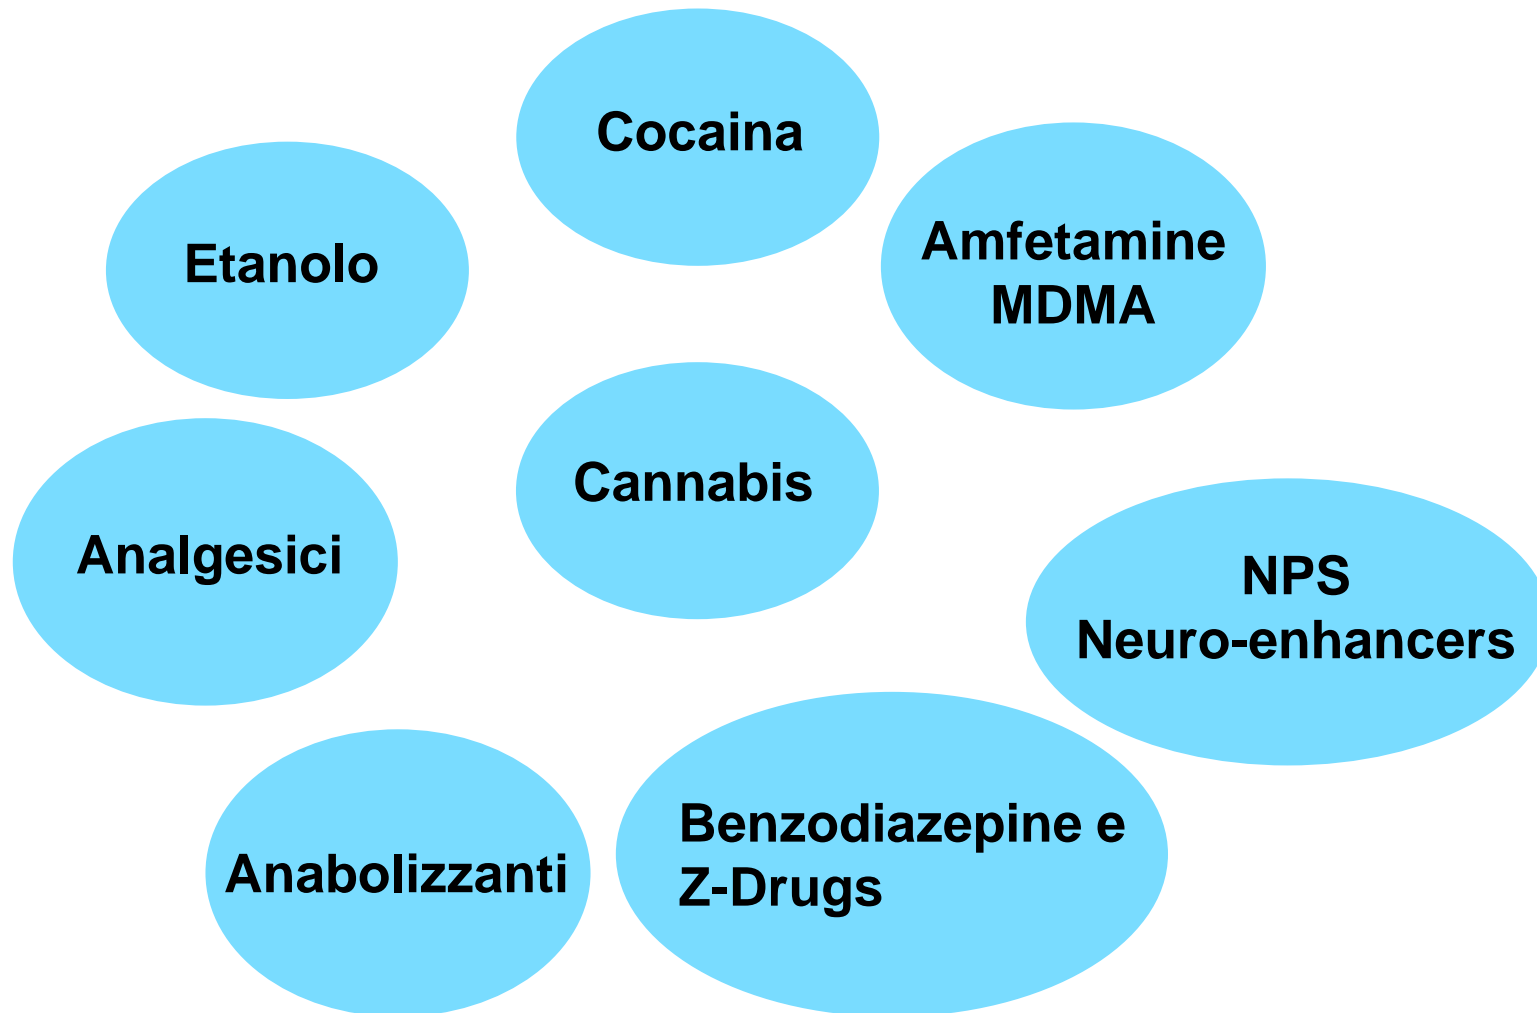 Cocaina
Etanolo
Amfetamine
MDMA
Cannabis
Analgesici
NPS
Neuro-enhancers
Anabolizzanti
Benzodiazepine e
Z-Drugs